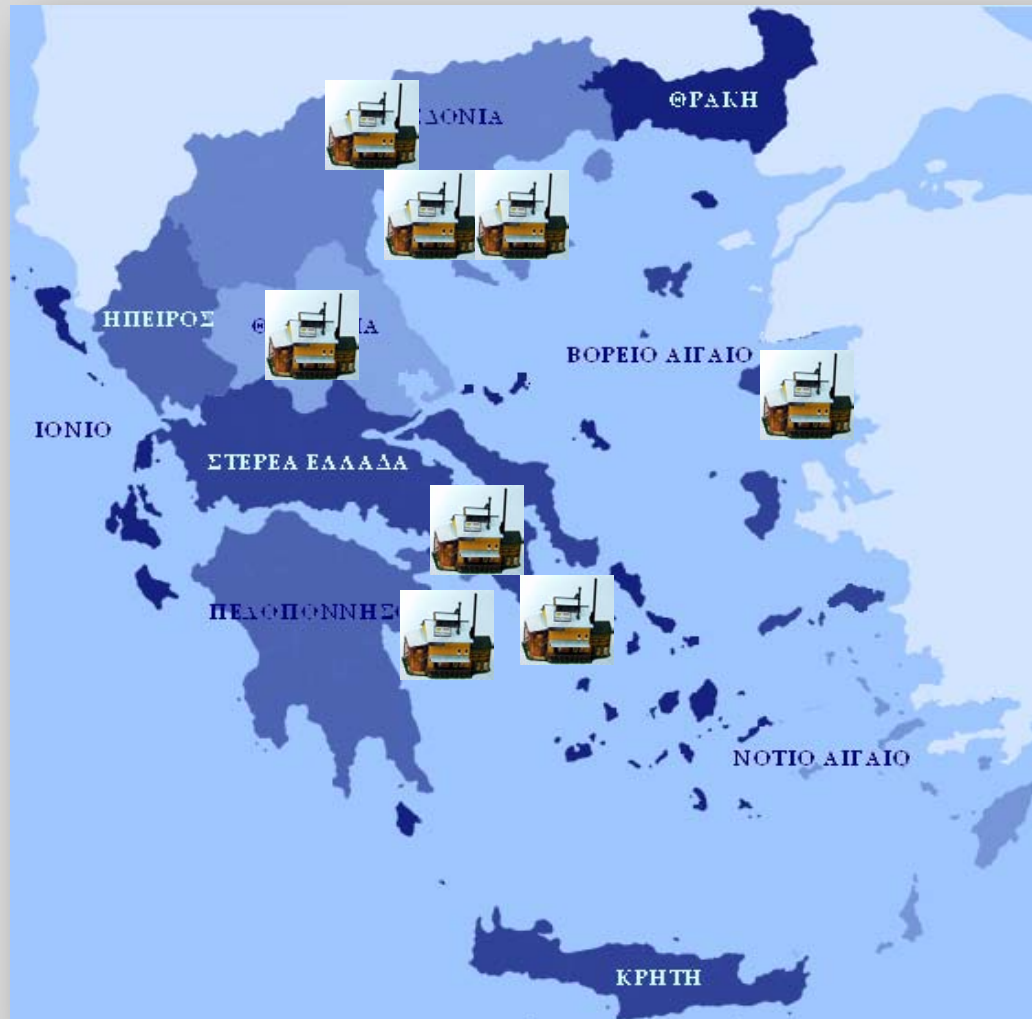 ΘΡΑΚΗ
ΗΠΕΙΡΟΣ
ΒΟΡΕΙΟ ΑΙΓΑΙΟ
ΙΟΝΙΟ
ΣΤΕΡΕΑ ΕΛΛΑΔΑ
ΝΟΤΙΟ ΑΙΓΑΙΟ
ΚΡΗΤΗ